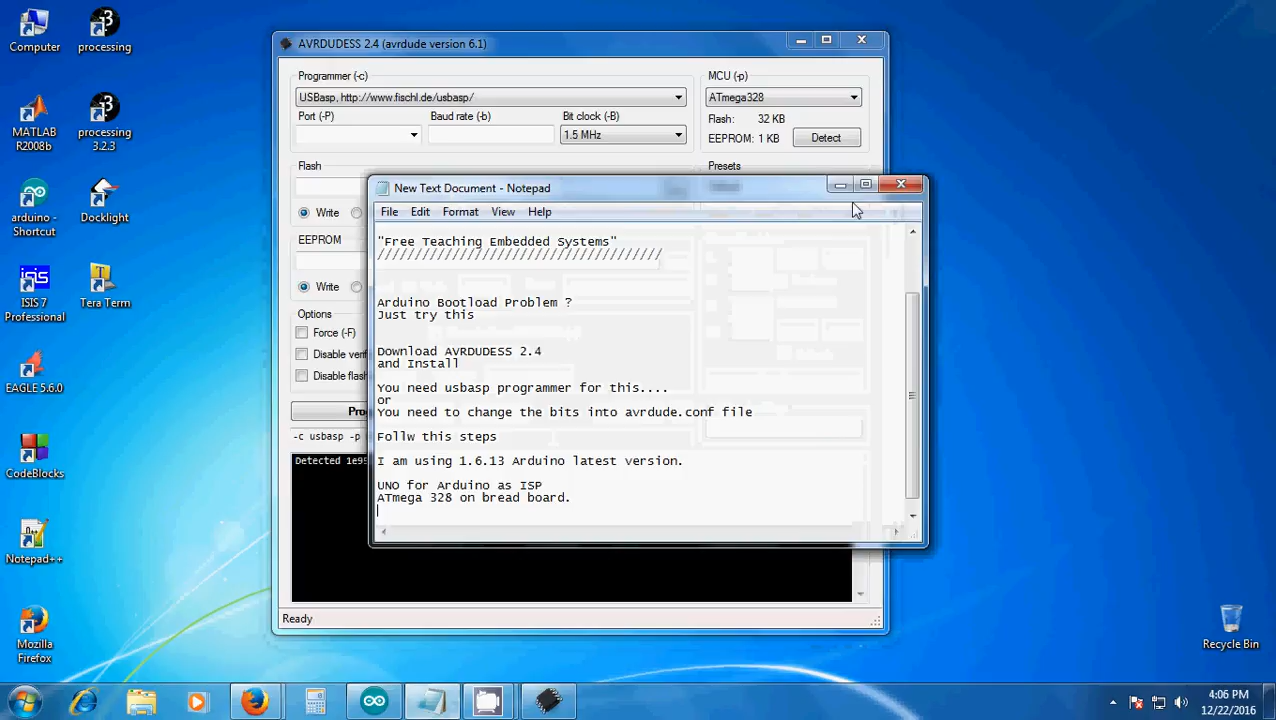 Computer
processing
MATLAB
R2008b
processing
3.2.3
arduino -
Shortcut
Docklight
ISIS 7
Professional
Tera Term
EAGLE 5.6.0
CodeBlocks
Notepad++
Mozilla
Firefox
AVRDUDESS 2.4 (avrdude version 6.1)
Programmer (-c)
MCU (-p)
USBasp, http://www.fischl.de/usbasp/
ATmega328
Port (-P)
Baud rate (-b)
Bit clock (-B)
Flash:
32 KB
1.5 MHz
EEPROM:
1 KB
Detect
Flash
Presets
Write
EEPROM
Write
Options
Force (-F)
Disable verif
Disable flash
Pro
-c usbasp -p
Detected 1e95
Ready
New Text Document - Notepad
File Edit Format View Help
"Free Teaching Embedded Systems"
//////////////////////////////////////
Arduino Bootload Problem ?
Just try this
Download AVRDUDESS 2.4
and Install
You need usbasp programmer for this....
or
You need to change the bits into avrdude.conf file
Follw this steps
I am using 1.6.13 Arduino latest version.
UNO for Arduino as ISP
ATmega 328 on bread board.
Recycle Bin
4:06 PM
12/22/2016